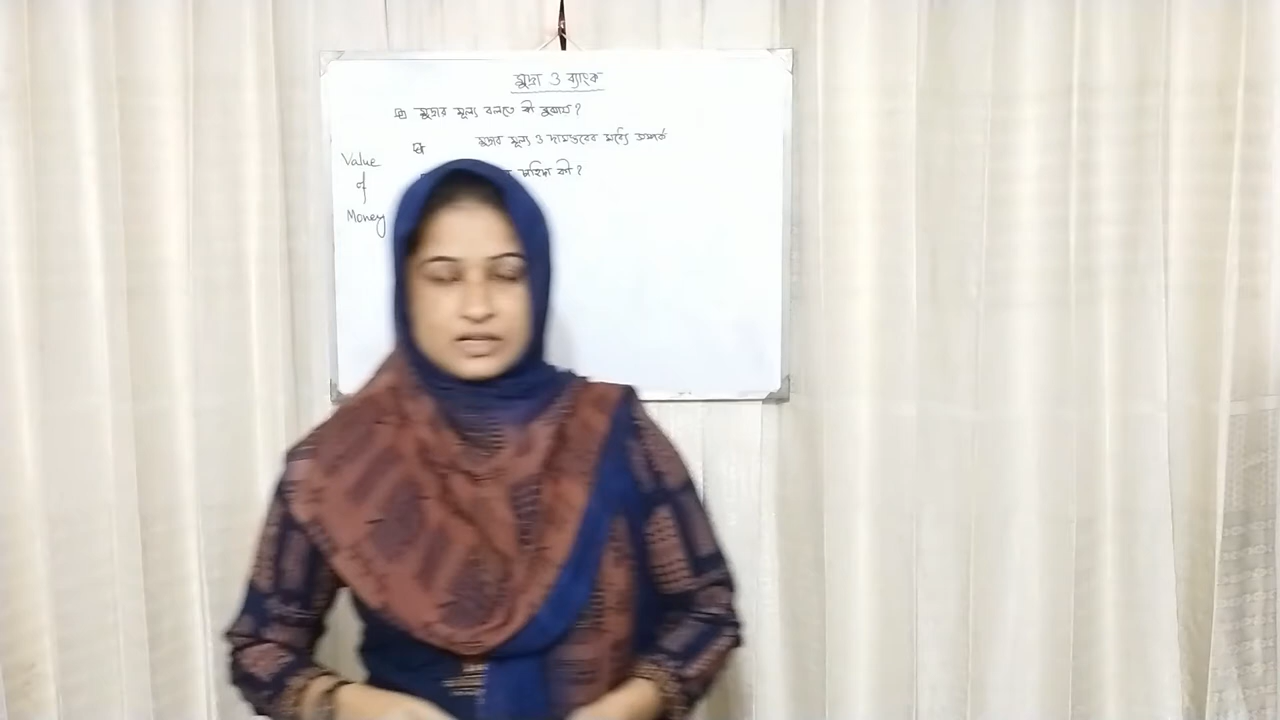 মুদ্রা ও ব্যাংক
মুদ্রার মূল্য বলতে কী বুঝায়?
মুদ্রার মূল্য ও দামস্তরের মধ্যে সম্পর্ক
চাহিদা কী?
Value
of
Money